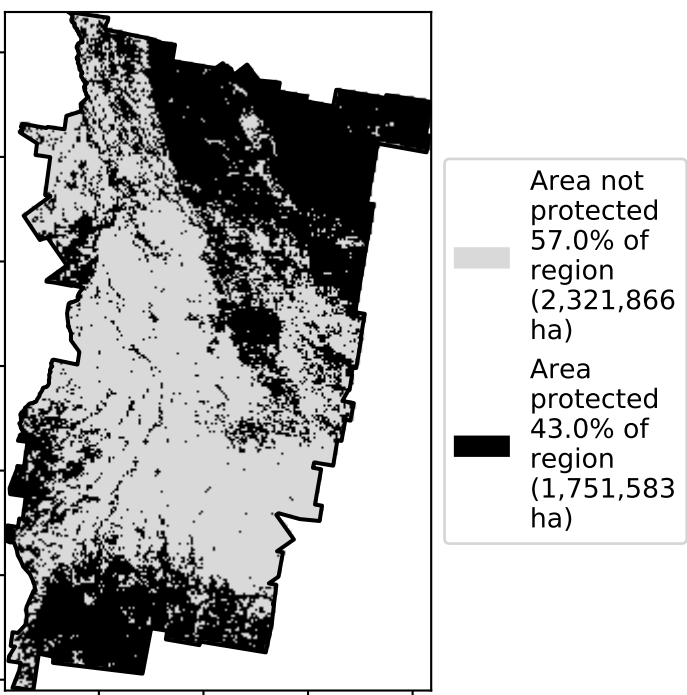 Area not
protected
57.0% of
region
(2,321,866
ha)
Area
protected
43.0% of
region
(1,751,583
ha)